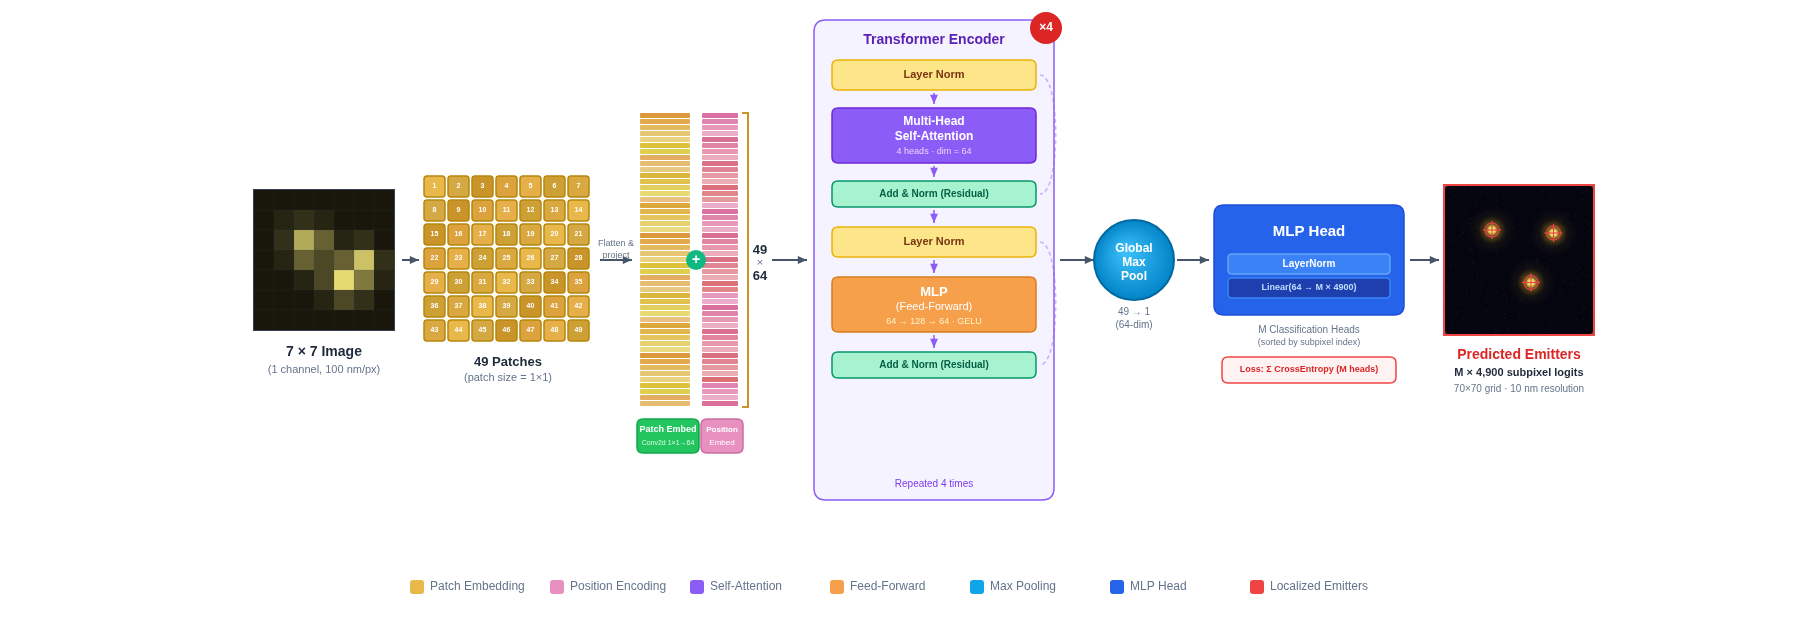 ×4
Transformer Encoder
Layer Norm
Multi-Head
Self-Attention
4 heads · dim = 64
Add & Norm (Residual)
Layer Norm
MLP
(Feed-Forward)
64 → 128 → 64 · GELU
Add & Norm (Residual)
Repeated 4 times
7 × 7 Image
(1 channel, 100 nm/px)
1 2 3 4 5 6 7
8 9 10 11 12 13 14
15 16 17 18 19 20 21
22 23 24 25 26 27 28
29 30 31 32 33 34 35
36 37 38 39 40 41 42
43 44 45 46 47 48 49
49 Patches
(patch size = 1×1)
Flatten &
project
+
49
×
64
Patch Embed
Conv2d 1×1→64
Position
Embed
Global
Max
Pool
49 → 1
(64-dim)
MLP Head
LayerNorm
Linear(64 → M × 4900)
M Classification Heads
(sorted by subpixel index)
Loss: Σ CrossEntropy (M heads)
Predicted Emitters
M × 4,900 subpixel logits
70×70 grid · 10 nm resolution
Patch Embedding
Position Encoding
Self-Attention
Feed-Forward
Max Pooling
MLP Head
Localized Emitters